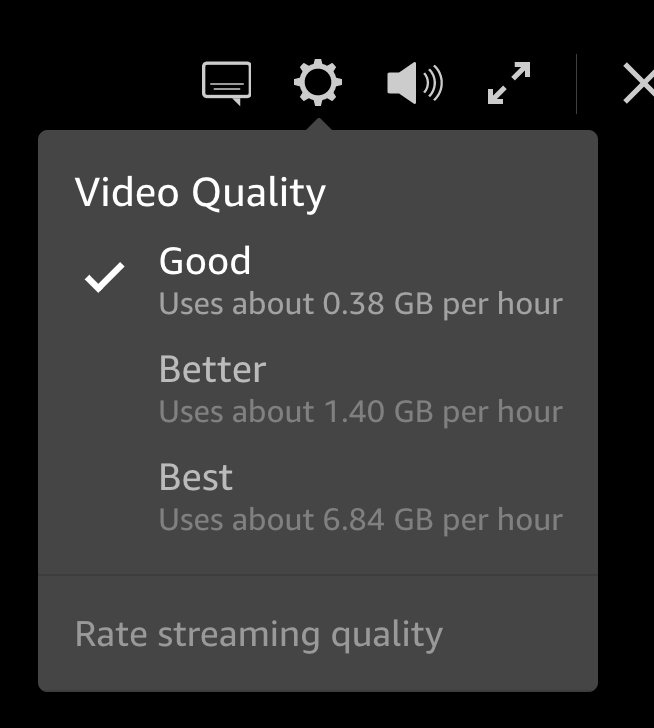 Video Quality
Good
Uses about 0.38 GB per hour
Better
Uses about 1.40 GB per hour
Best
Uses about 6.84 GB per hour
Rate streaming quality